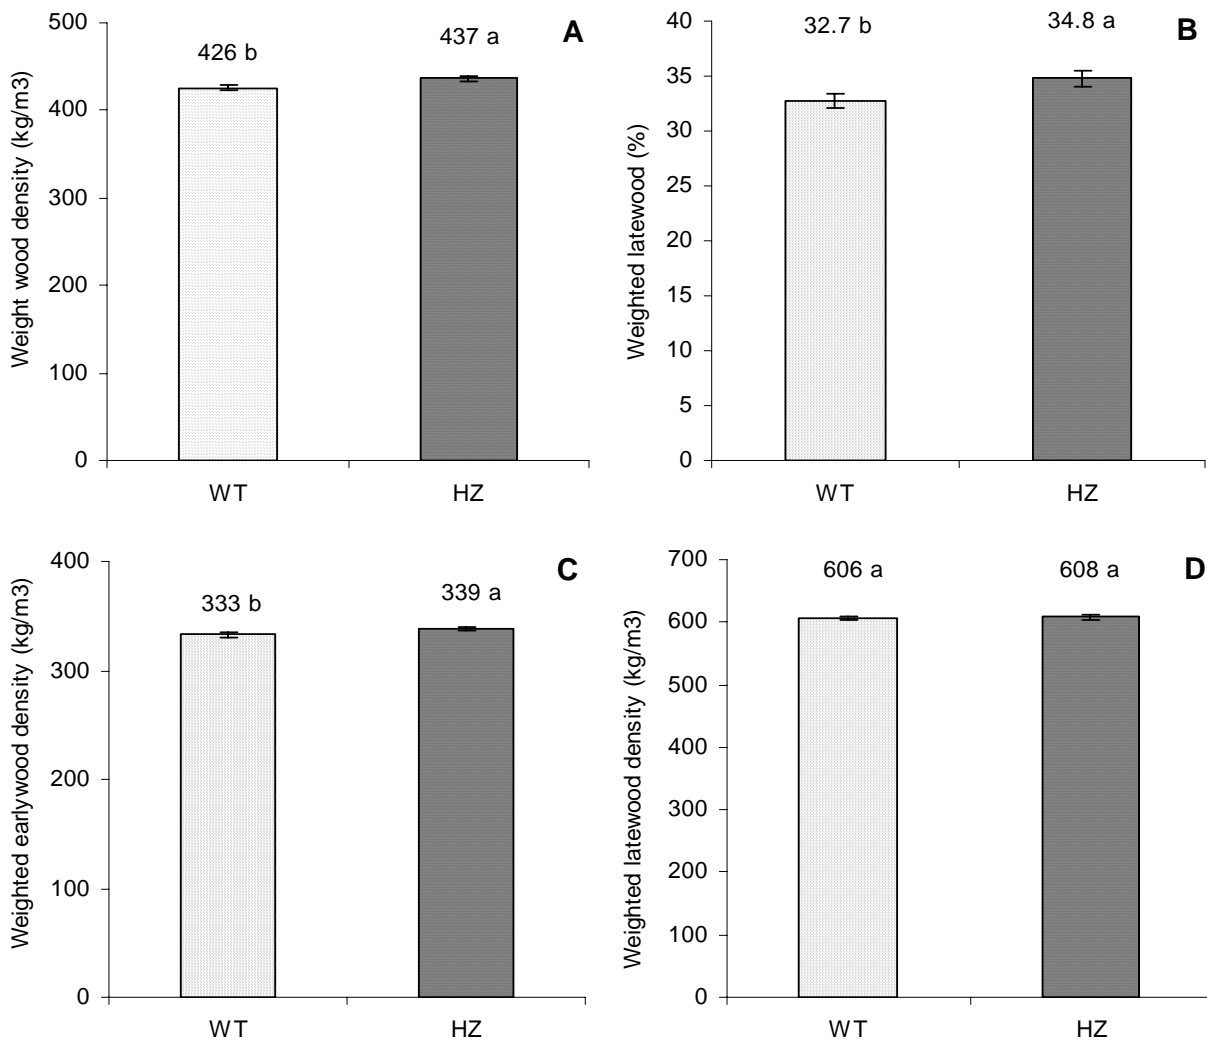 Weight wood density (kg/m3)
500
400
300
200
100
0
426 b
437 a
A
WT
HZ
Weighted latewood (%)
40
35
30
25
20
15
10
5
0
32.7 b
34.8 a
B
WT
HZ
Weighted earlywood density (kg/m3)
400
300
200
100
0
333 b
339 a
C
WT
HZ
Weighted latewood density (kg/m3)
700
600
500
400
300
200
100
0
606 a
608 a
D
WT
HZ